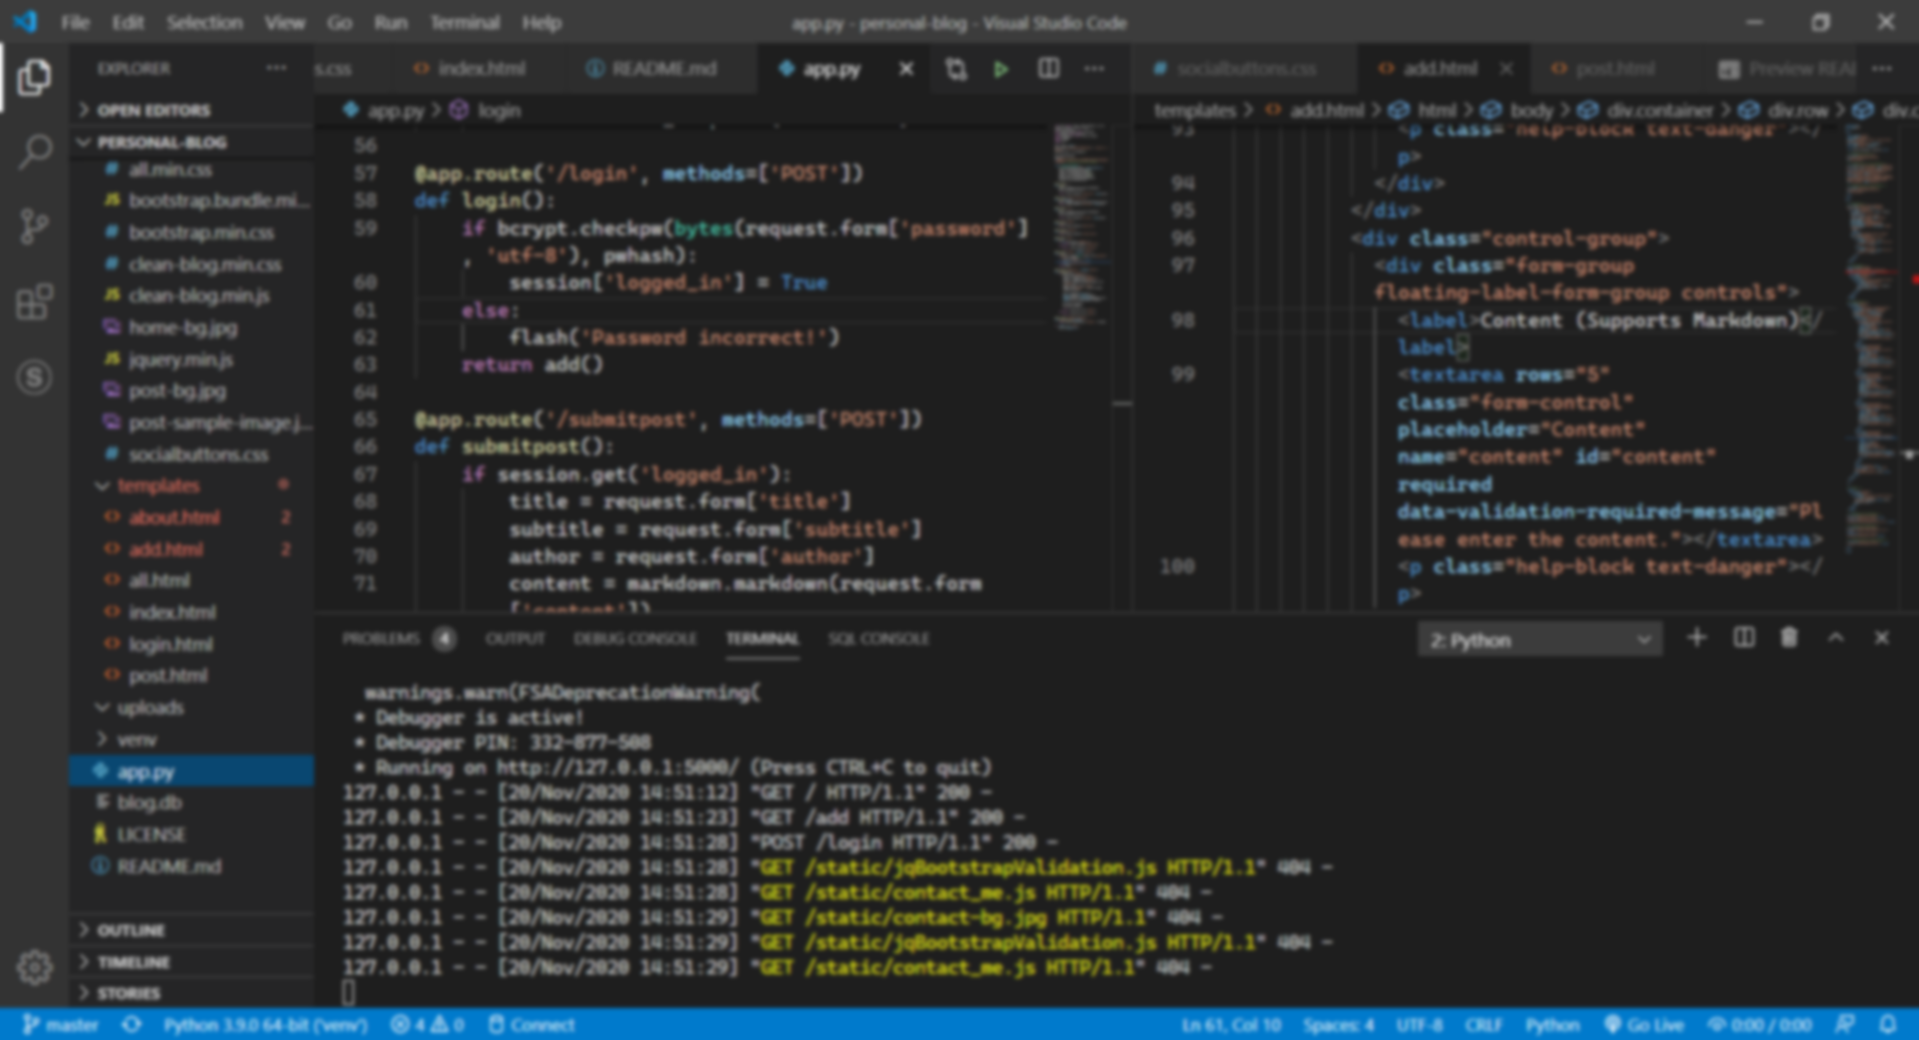 File Edit Selection View Go Run Terminal Help
app.py - personal-blog - Visual Studio Code
EXPLORER
OPEN EDITORS
PERSONAL-BLOG
all.min.css
bootstrap.bundle.mi...
bootstrap.min.css
clean-blog.min.css
clean-blog.min.js
home-bg.jpg
jquery.min.js
post-bg.jpg
post-sample-image.j...
socialbuttons.css
templates
about.html 2
add.html 2
all.html
index.html
login.html
post.html
uploads
venv
app.py
blog.db
LICENSE
README.md
OUTLINE
TIMELINE
STORIES
s.css index.html README.md app.py
app.py > login
56
57 @app.route('/login', methods=['POST'])
58 def login():
59 if bcrypt.checkpw(bytes(request.form['password']
, 'utf-8'), pwhash):
60 session['logged_in'] = True
61 else:
62 flash('Password incorrect!')
63 return add()
64
65 @app.route('/submitpost', methods=['POST'])
66 def submitpost():
67 if session.get('logged_in'):
68 title = request.form['title']
69 subtitle = request.form['subtitle']
70 author = request.form['author']
71 content = markdown.markdown(request.form
['content'])
socialbuttons.css add.html post.html Preview REA
templates > add.html > html > body > div.container > div.row > div.c
93 <p class="help-block text-danger"></
p>
94 </div>
95 </div>
96 <div class="control-group">
97 <div class="form-group
floating-label-form-group controls">
98 <label>Content (Supports Markdown)</
label>
99 <textarea rows="5"
class="form-control"
placeholder="Content"
name="content" id="content"
required
data-validation-required-message="Pl
ease enter the content."></textarea>
100 <p class="help-block text-danger"></
p>
PROBLEMS 4 OUTPUT DEBUG CONSOLE TERMINAL SQL CONSOLE
2: Python
warnings.warn(FSADeprecationWarning(
* Debugger is active!
* Debugger PIN: 332-877-508
* Running on http://127.0.0.1:5000/ (Press CTRL+C to quit)
127.0.0.1 - - [20/Nov/2020 14:51:12] "GET / HTTP/1.1" 200 -
127.0.0.1 - - [20/Nov/2020 14:51:23] "GET /add HTTP/1.1" 200 -
127.0.0.1 - - [20/Nov/2020 14:51:28] "POST /login HTTP/1.1" 200 -
127.0.0.1 - - [20/Nov/2020 14:51:28] "GET /static/jqBootstrapValidation.js HTTP/1.1" 404 -
127.0.0.1 - - [20/Nov/2020 14:51:28] "GET /static/contact_me.js HTTP/1.1" 404 -
127.0.0.1 - - [20/Nov/2020 14:51:29] "GET /static/contact-bg.jpg HTTP/1.1" 404 -
127.0.0.1 - - [20/Nov/2020 14:51:29] "GET /static/jqBootstrapValidation.js HTTP/1.1" 404 -
127.0.0.1 - - [20/Nov/2020 14:51:29] "GET /static/contact_me.js HTTP/1.1" 404 -
master Python 3.9.0 64-bit ('venv') 4 0 Connect
Ln 61, Col 10 Spaces: 4 UTF-8 CRLF Python Go Live 0:00 / 0:00